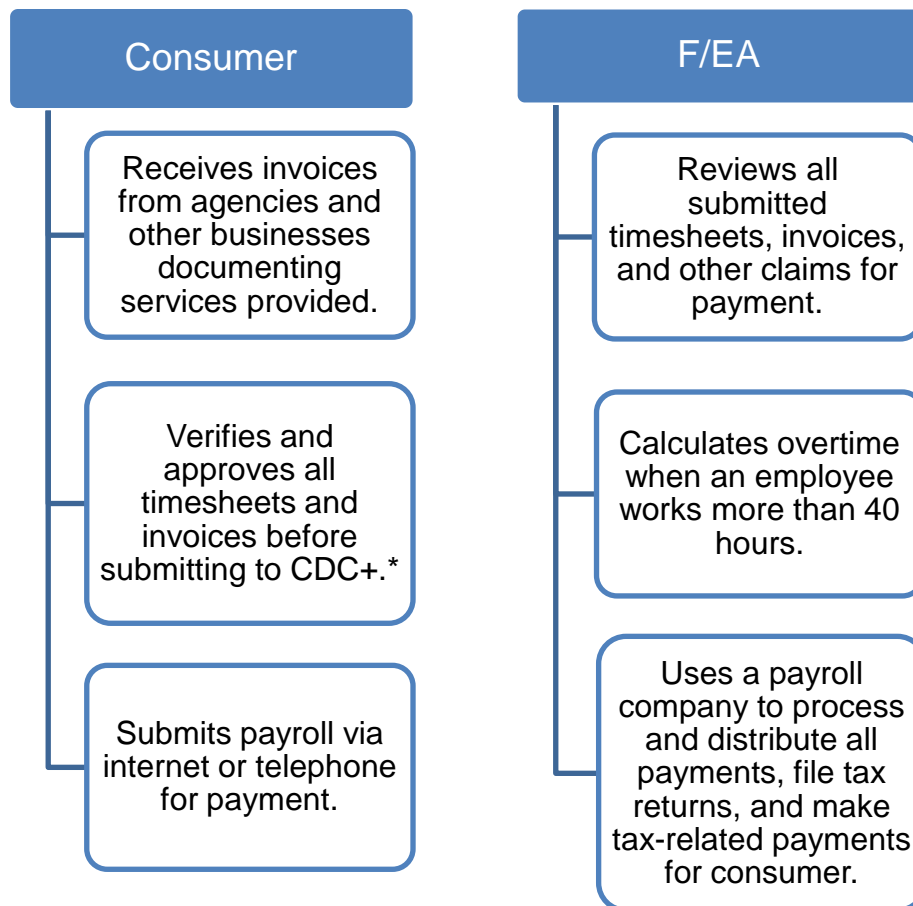 Consumer
Receives invoices
from agencies and
other businesses
documenting
services provided.
Verifies and
approves all
timesheets and
invoices before
submitting to CDC+.*
Submits payroll via
internet or telephone
for payment.
F/EA
Reviews all
submitted
timesheets, invoices,
and other claims for
payment.
Calculates overtime
when an employee
works more than 40
hours.
Uses a payroll
company to process
and distribute all
payments, file tax
returns, and make
tax-related payments
for consumer.